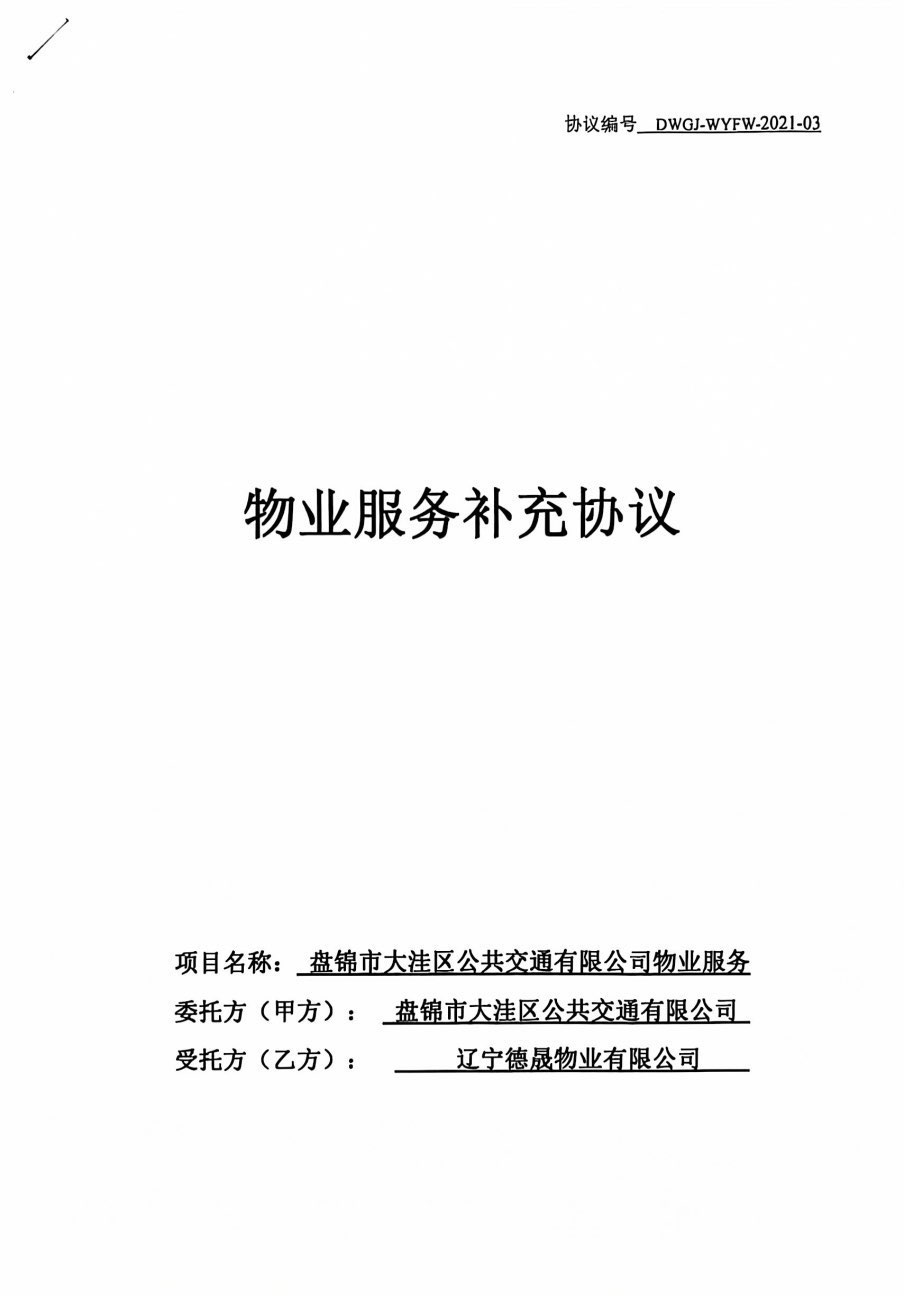 协议编号 DWGJ-WYFW-2021-03
物业服务补充协议
项目名称：盘锦市大洼区公共交通有限公司物业服务
委托方（甲方）：盘锦市大洼区公共交通有限公司
受托方（乙方）：辽宁德晟物业有限公司